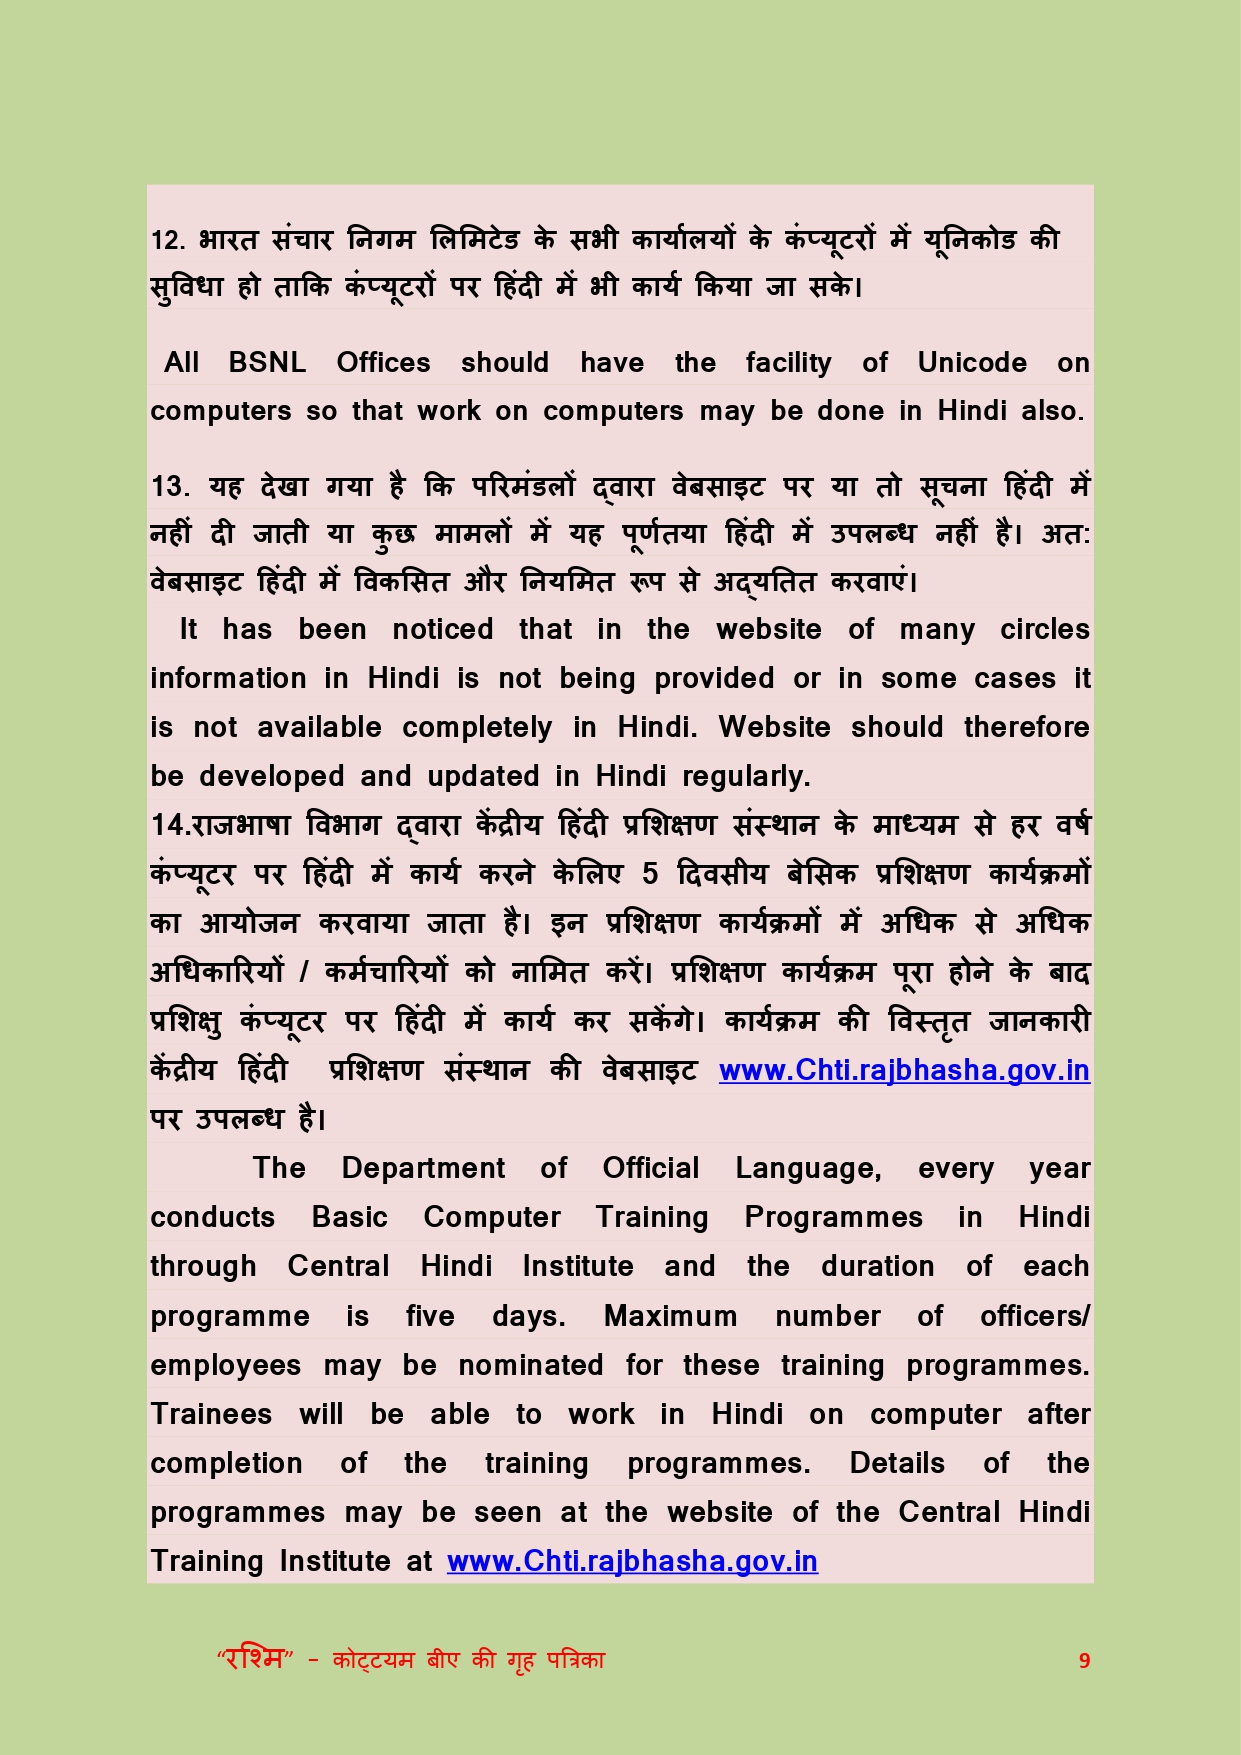 12. भारत संचार निगम लिमिटेड के सभी कार्यालयों के कंप्यूटरों में यूनिकोड की
सुविधा हो ताकि कंप्यूटरों पर हिंदी में भी कार्य किया जा सके।
All BSNL Offices should have the facility of Unicode on
computers so that work on computers may be done in Hindi also.
13. यह देखा गया है कि परिमंडलों द्‌वारा वेबसाइट पर या तो सूचना हिंदी में
नहीं दी जाती या कुछ मामलों में यह पूर्णतया हिंदी में उपलब्ध नहीं है। अत:
वेबसाइट हिंदी में विकसित और नियमित रूप से अद्‌यतित करवाएं।
It has been noticed that in the website of many circles
information in Hindi is not being provided or in some cases it
is not available completely in Hindi. Website should therefore
be developed and updated in Hindi regularly.
14.राजभाषा विभाग द्‌वारा केंद्रीय हिंदी प्रशिक्षण संस्थान के माध्यम से हर वर्ष
कंप्यूटर पर हिंदी में कार्य करने केलिए 5 दिवसीय बेसिक प्रशिक्षण कार्यक्रमों
का आयोजन करवाया जाता है। इन प्रशिक्षण कार्यक्रमों में अधिक से अधिक
अधिकारियों / कर्मचारियों को नामित करें। प्रशिक्षण कार्यक्रम पूरा होने के बाद
प्रशिक्षु कंप्यूटर पर हिंदी में कार्य कर सकेंगे। कार्यक्रम की विस्तृत जानकारी
केंद्रीय हिंदी प्रशिक्षण संस्थान की वेबसाइट www.Chti.rajbhasha.gov.in
पर उपलब्ध है।
The Department of Official Language, every year
conducts Basic Computer Training Programmes in Hindi
through Central Hindi Institute and the duration of each
programme is five days. Maximum number of officers/
employees may be nominated for these training programmes.
Trainees will be able to work in Hindi on computer after
completion of the training programmes. Details of the
programmes may be seen at the website of the Central Hindi
Training Institute at www.Chti.rajbhasha.gov.in
“रश्मि” – कोट्टयम बीए की गृह पत्रिका 9